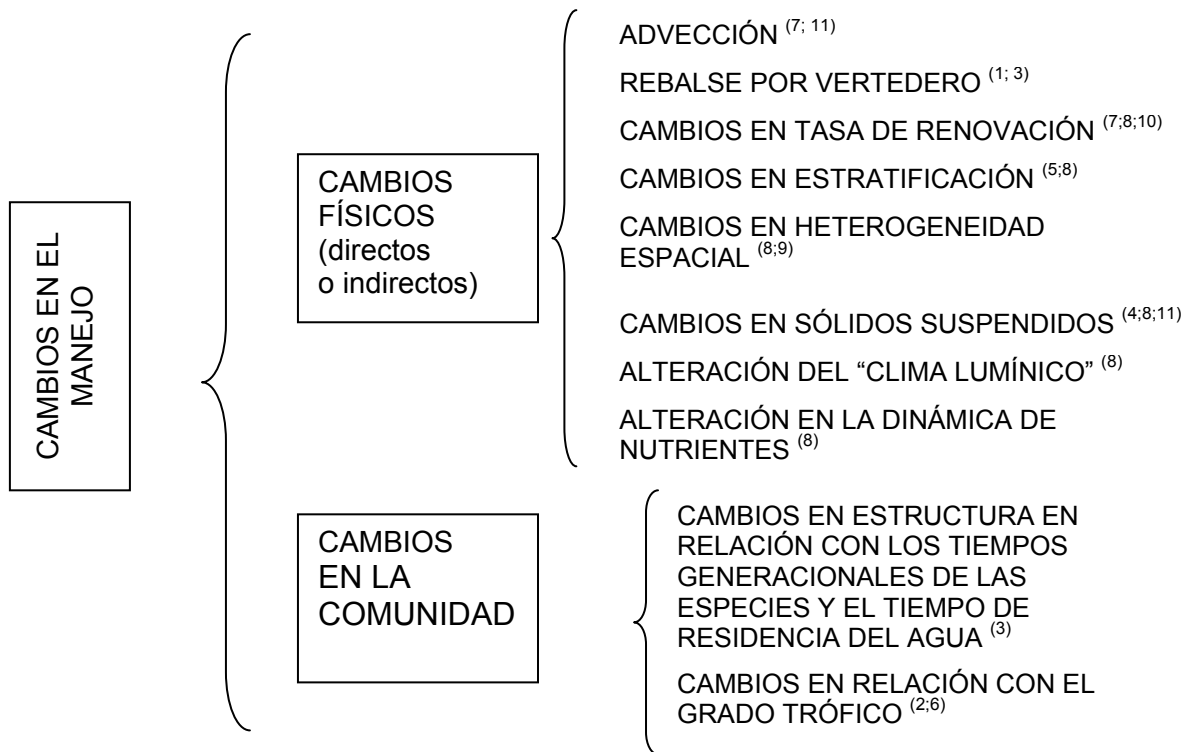 CAMBIOS EN EL
MANEJO
CAMBIOS
FÍSICOS
(directos
o indirectos)
ADVECCIÓN (7; 11)
REBALSE POR VERTEDERO (1; 3)
CAMBIOS EN TASA DE RENOVACIÓN (7;8;10)
CAMBIOS EN ESTRATIFICACIÓN (5;8)
CAMBIOS EN HETEROGENEIDAD
ESPACIAL (8;9)
CAMBIOS EN SÓLIDOS SUSPENDIDOS (4;8;11)
ALTERACIÓN DEL “CLIMA LUMÍNICO” (8)
ALTERACIÓN EN LA DINÁMICA DE
NUTRIENTES (8)
CAMBIOS
EN LA
COMUNIDAD
CAMBIOS EN ESTRUCTURA EN
RELACIÓN CON LOS TIEMPOS
GENERACIONALES DE LAS
ESPECIES Y EL TIEMPO DE
RESIDENCIA DEL AGUA (3)
CAMBIOS EN RELACIÓN CON EL
GRADO TRÓFICO (2;6)